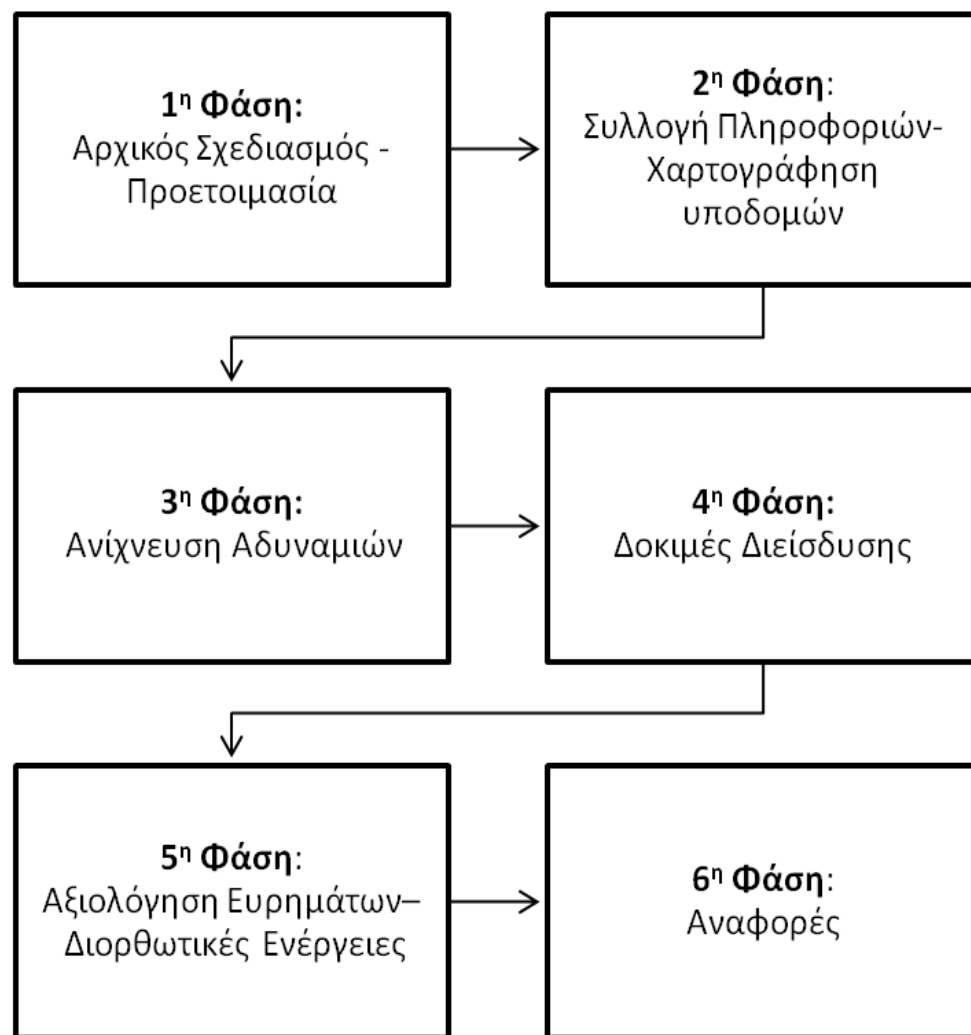 1η Φάση:
Αρχικός Σχεδιασμός -
Προετοιμασία
2η Φάση:
Συλλογή Πληροφοριών-
Χαρτογράφηση
υποδομών
3η Φάση:
Ανίχνευση Αδυναμιών
4η Φάση:
Δοκιμές Διείσδυσης
5η Φάση:
Αξιολόγηση Ευρημάτων–
Διορθωτικές Ενέργειες
6η Φάση:
Αναφορές